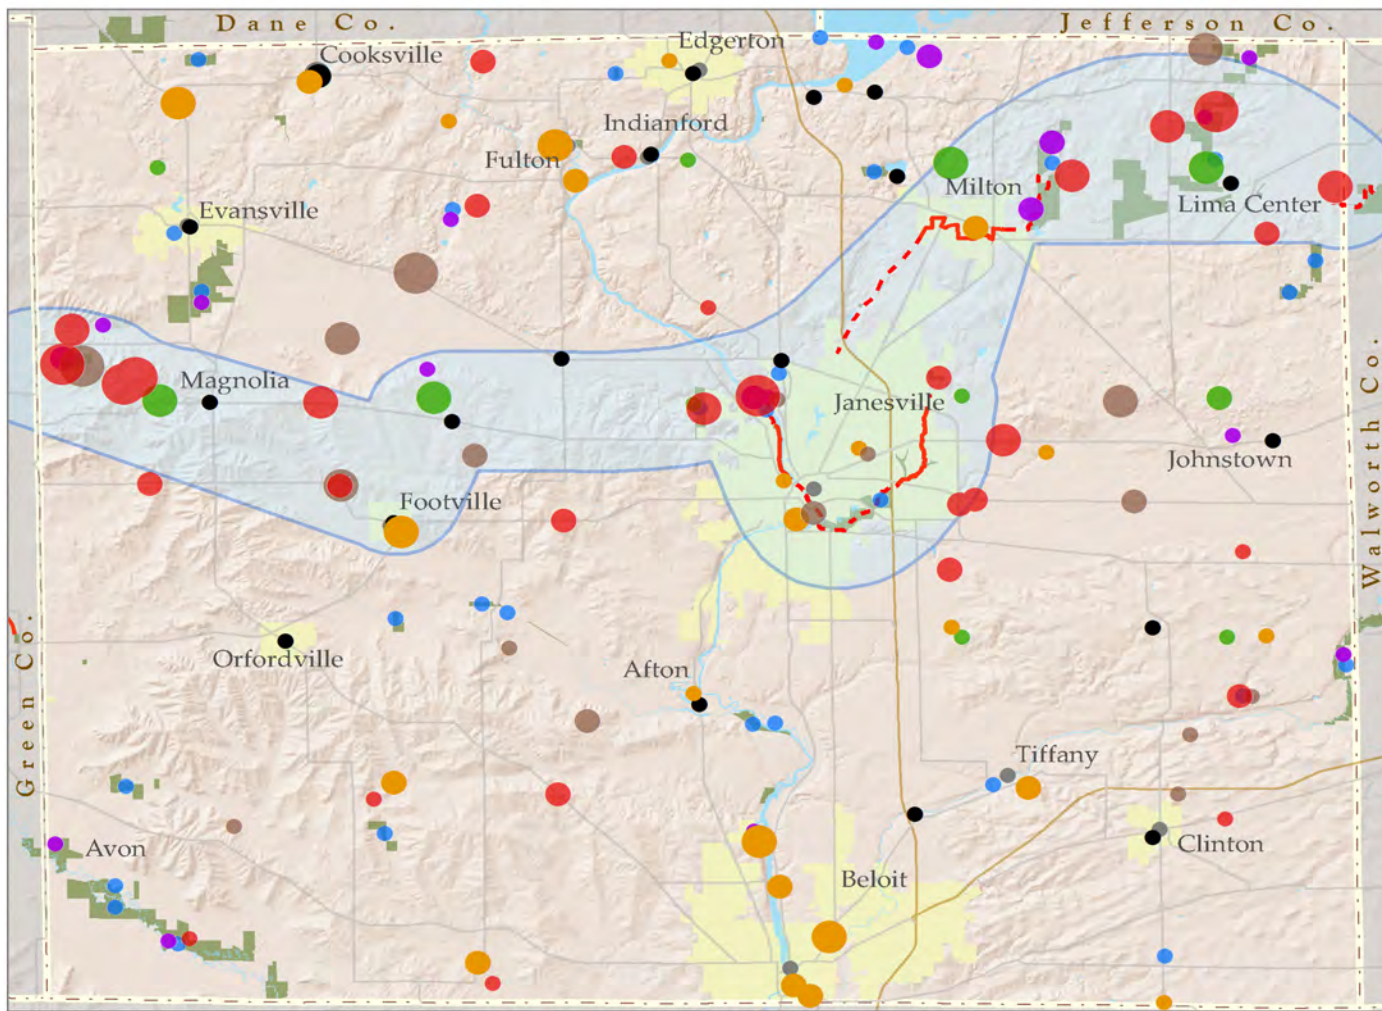 Dane Co.
Jefferson Co.
Edgerton
Cooksville
Indianford
Fulton
Milton
Lima Center
Evansville
Magnolia
Janesville
Johnstown
Walworth Co.
Footville
Green Co.
Orfordville
Afton
Tiffany
Avon
Beloit
Clinton